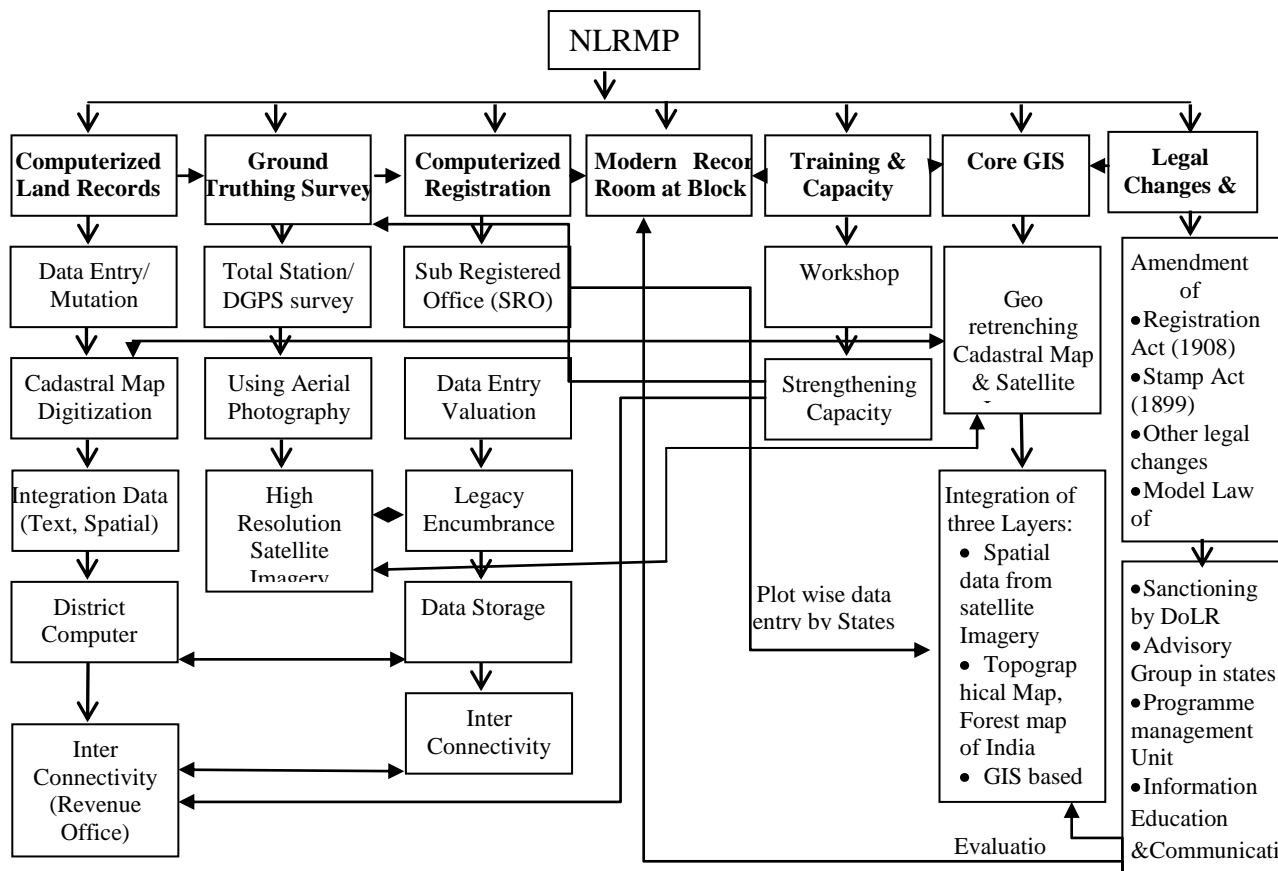 NLRMP
Computerized
Land Records
Ground
Truthing Survey
Computerized
Registration
Modern Recor
Room at Block
Training &
Capacity
Core GIS
Legal
Changes &
Data Entry/
Mutation
Total Station/
DGPS survey
Sub Registered
Office (SRO)
Workshop
Geo
retrenching
Cadastral Map
& Satellite
Amendment
of
•Registration
Act (1908)
•Stamp Act
(1899)
•Other legal
changes
•Model Law
of
Cadastral Map
Digitization
Using Aerial
Photography
Data Entry
Valuation
Strengthening
Capacity
Integration Data
(Text, Spatial)
High
Resolution
Satellite
Imagery
Legacy
Encumbrance
Integration of
three Layers:
• Spatial
data from
satellite
Imagery
• Topograp
hical Map,
Forest map
of India
• GIS based
District
Computer
Data Storage
Plot wise data
entry by States
•Sanctioning
by DoLR
•Advisory
Group in states
•Programme
management
Unit
•Information
Education
&Communicati
Inter
Connectivity
(Revenue
Office)
Inter
Connectivity
Evaluatio